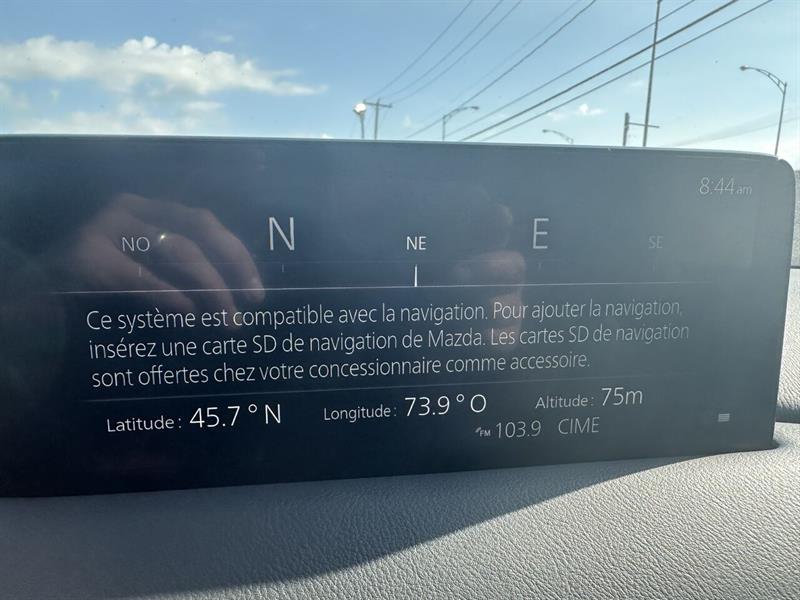 8:44am
NO N NE E SE
Ce système est compatible avec la navigation. Pour ajouter la navigation,
insérez une carte SD de navigation de Mazda. Les cartes SD de navigation
sont offertes chez votre concessionnaire comme accessoire.
Latitude : 45.7 ° N Longitude : 73.9 ° O Altitude : 75m
FM 103.9 CIME